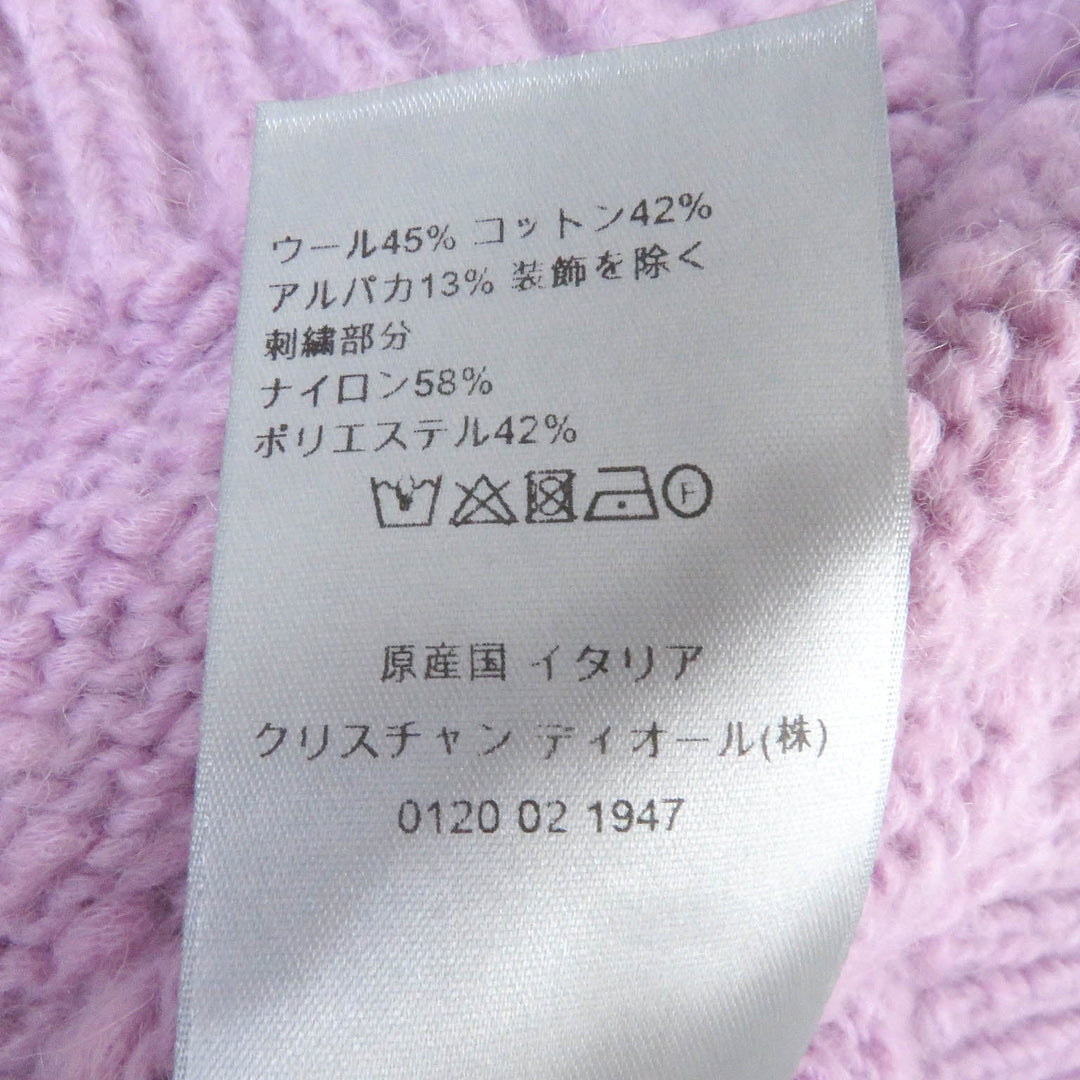 ウール45% コットン42%
アルパカ13% 装飾を除く
刺繍部分
ナイロン58%
ポリエステル42%
F
原産国 イタリア
クリスチャン ディオール(株)
0120 02 1947